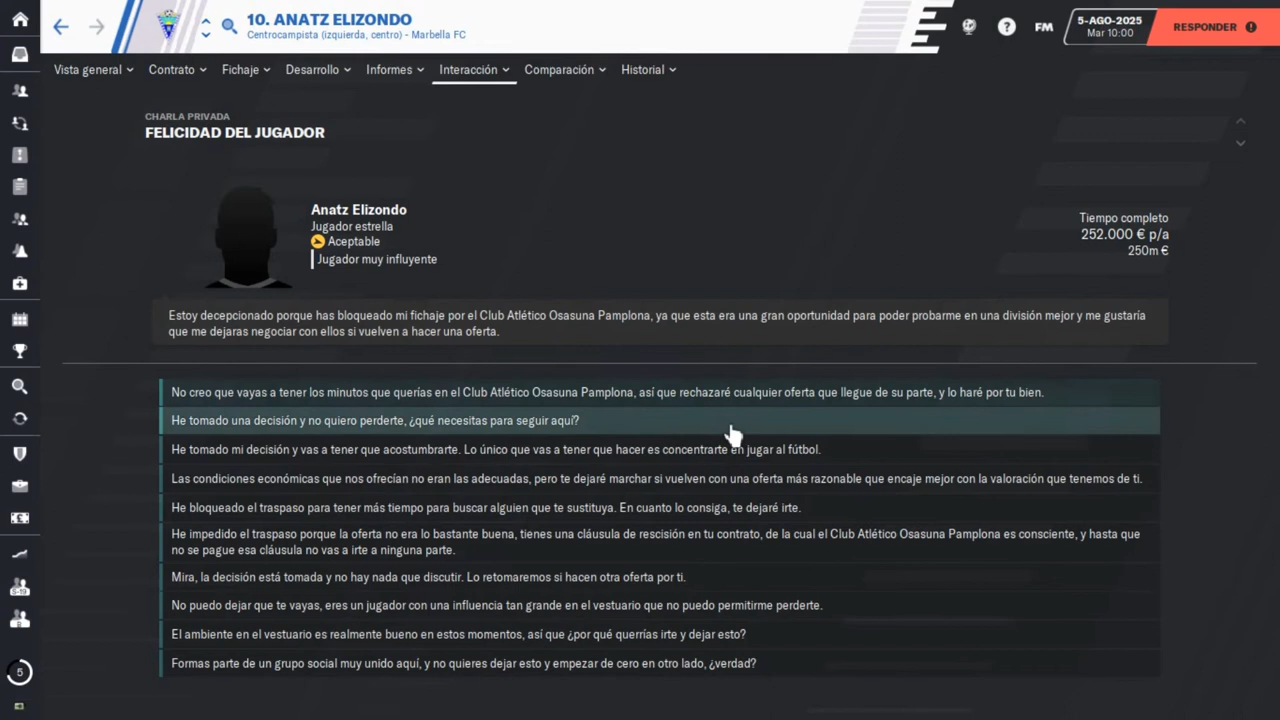 10. ANATZ ELIZONDO
Centrocampista (izquierda, centro) - Marbella FC
FM
5-AGO-2025
Mar 10:00
RESPONDER
Vista general
Contrato
Fichaje
Desarrollo
Informes
Interacción
Comparación
Historial
CHARLA PRIVADA
FELICIDAD DEL JUGADOR
Anatz Elizondo
Jugador estrella
Aceptable
Jugador muy influyente
Tiempo completo
252.000 € p/a
250m €
Estoy decepcionado porque has bloqueado mi fichaje por el Club Atlético Osasuna Pamplona, ya que esta era una gran oportunidad para poder probarme en una división mejor y me gustaría
que me dejaras negociar con ellos si vuelven a hacer una oferta.
No creo que vayas a tener los minutos que querías en el Club Atlético Osasuna Pamplona, así que rechazaré cualquier oferta que llegue de su parte, y lo haré por tu bien.
He tomado una decisión y no quiero perderte, ¿qué necesitas para seguir aquí?
He tomado mi decisión y vas a tener que acostumbrarte. Lo único que vas a tener que hacer es concentrarte en jugar al fútbol.
Las condiciones económicas que nos ofrecían no eran las adecuadas, pero te dejaré marchar si vuelven con una oferta más razonable que encaje mejor con la valoración que tenemos de ti.
He bloqueado el traspaso para tener más tiempo para buscar alguien que te sustituya. En cuanto lo consiga, te dejaré irte.
He impedido el traspaso porque la oferta no era lo bastante buena, tienes una cláusula de rescisión en tu contrato, de la cual el Club Atlético Osasuna Pamplona es consciente, y hasta que
no se pague esa cláusula no vas a irte a ninguna parte.
Mira, la decisión está tomada y no hay nada que discutir. Lo retomaremos si hacen otra oferta por ti.
No puedo dejar que te vayas, eres un jugador con una influencia tan grande en el vestuario que no puedo permitirme perderte.
El ambiente en el vestuario es realmente bueno en estos momentos, así que ¿por qué querrías irte y dejar esto?
Formas parte de un grupo social muy unido aquí, y no quieres dejar esto y empezar de cero en otro lado, ¿verdad?
S-19
R
5